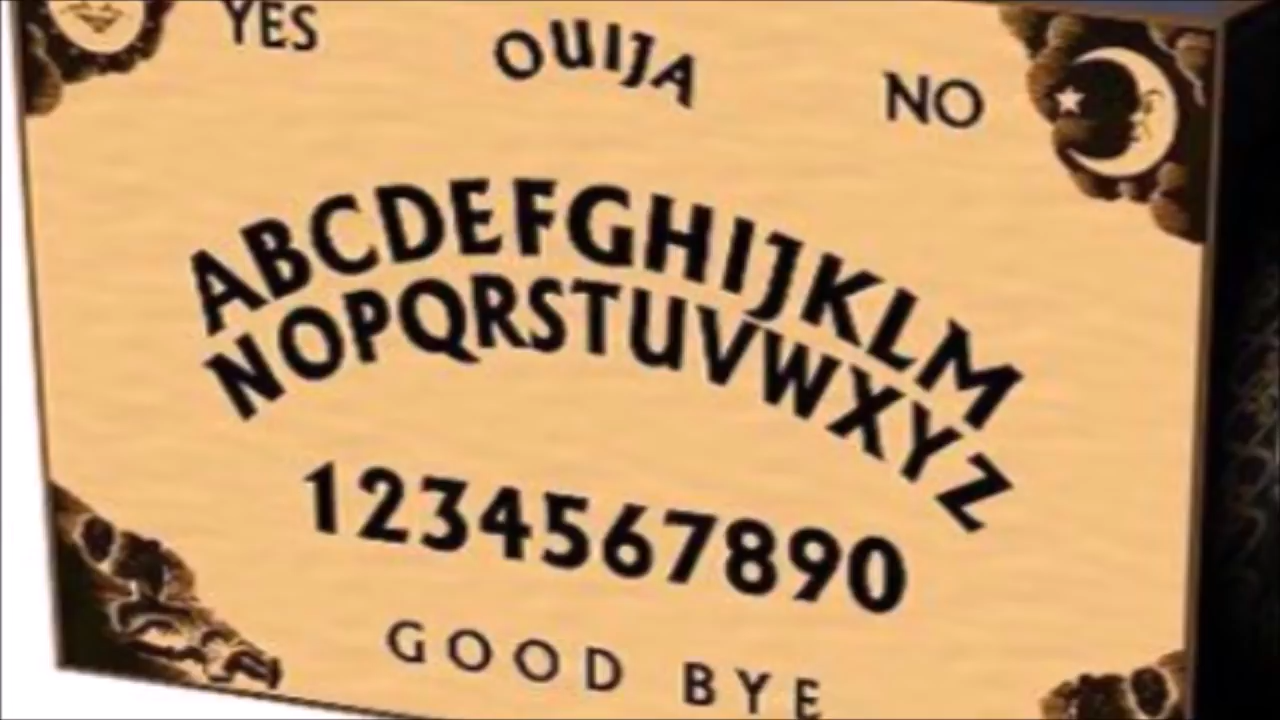 YES OUIJA NO
ABCDEFGHIJKLM
NOPQRSTUVWXYZ
1234567890
GOOD BYE